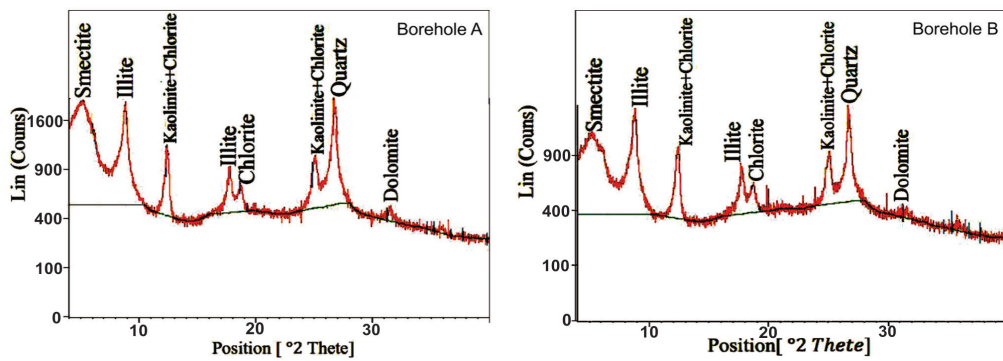 Borehole A
Smectite
Illite
Kaolinite+Chlorite
Illite
Chlorite
Kaolinite+Chlorite
Quartz
Dolomite
Lin (Couns)
1600
900
400
100
0
10
20
30
Position [ °2 Thete]
Borehole B
Smectite
Illite
Kaolinite+Chlorite
Illite
Chlorite
Kaolinite+Chlorite
Quartz
Dolomite
Lin (Couns)
900
400
100
0
10
20
30
Position[ °2 Thete]